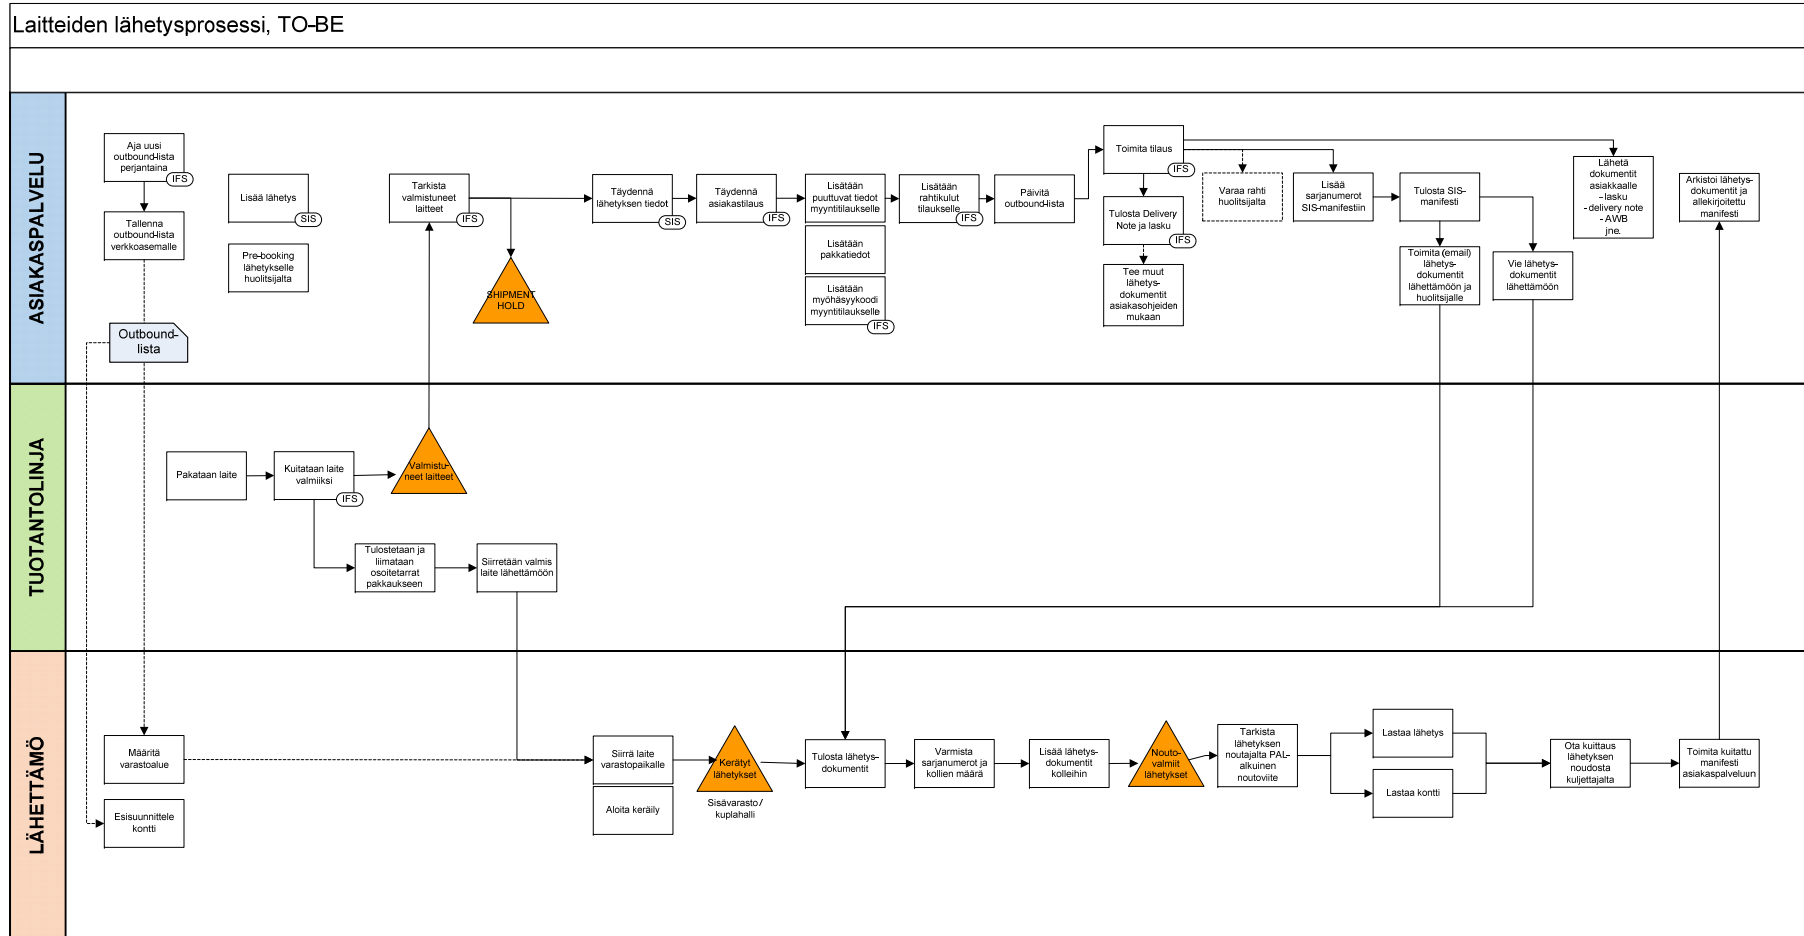 Laitteiden lähetysprosessi, TO-BE
ASIAKASPALVELU
Aja uusi
outbound-lista
perjantaina
IFS
Tallenna
outbound-lista
verkkoasemalle
Outbound-
lista
Lisää lähetys
SIS
Pre-booking
lähetykselle
huolitsijalta
Tarkista
valmistuneet
laitteet
IFS
SHIPMENT
HOLD
Täydennä
lähetyksen tiedot
SIS
Täydennä
asiakastilaus
IFS
Lisätään
puuttuvat tiedot
myyntitilaukselle
Lisätään
pakkatiedot
Lisätään
myöhäsyykoodi
myyntitilaukselle
IFS
Lisätään
rahtikulut
tilaukselle
IFS
Päivitä
outbound-lista
Toimita tilaus
IFS
Tulosta Delivery
Note ja lasku
IFS
Tee muut
lähetys-
dokumentit
asiakasohjeiden
mukaan
Varaa rahti
huolitsijalta
Lisää
sarjanumerot
SIS-manifestiin
Tulosta SIS-
manifesti
Toimita (email)
lähetys-
dokumentit
lähettämöön ja
huolitsijalle
Vie lähetys-
dokumentit
lähettämöön
Lähetä
dokumentit
asiakkaalle
- lasku
- delivery note
- AWB
jne.
Arkistoi lähetys-
dokumentit ja
allekirjoitettu
manifesti
TUOTANTOLINJA
Pakataan laite
Kuitataan laite
valmiiksi
IFS
Valmistu-
neet laitteet
Tulostetaan ja
liimataan
osoitetarrat
pakkaukseen
Siirretään valmis
laite lähettämöön
LÄHETTÄMÖ
Määritä
varastoalue
Esisuunnittele
kontti
Siirrä laite
varastopaikalle
Aloita keräily
Kerätyt
lähetykset
Sisävarasto/
kuplahalli
Tulosta lähetys-
dokumentit
Varmista
sarjanumerot ja
kollien määrä
Lisää lähetys-
dokumentit
kolleihin
Nouto-
valmiit
lähetykset
Tarkista
lähetyksen
noutajalta PAL-
alkuinen
noutoviite
Lastaa lähetys
Lastaa kontti
Ota kuittaus
lähetyksen
noudosta
kuljettajalta
Toimita kuitattu
manifesti
asiakaspalveluun